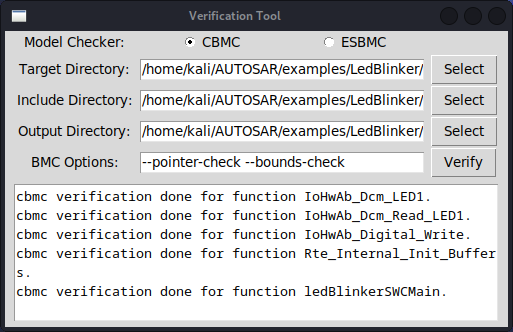 Verification Tool
Model Checker: CBMC ESBMC
Target Directory: /home/kali/AUTOSAR/examples/LedBlinker/ Select
Include Directory: /home/kali/AUTOSAR/examples/LedBlinker/ Select
Output Directory: /home/kali/AUTOSAR/examples/LedBlinker/ Select
BMC Options: --pointer-check --bounds-check Verify
cbmc verification done for function IoHwAb_Dcm_LED1.
cbmc verification done for function IoHwAb_Dcm_Read_LED1.
cbmc verification done for function IoHwAb_Digital_Write.
cbmc verification done for function Rte_Internal_Init_Buffer
s.
cbmc verification done for function ledBlinkerSWCMain.